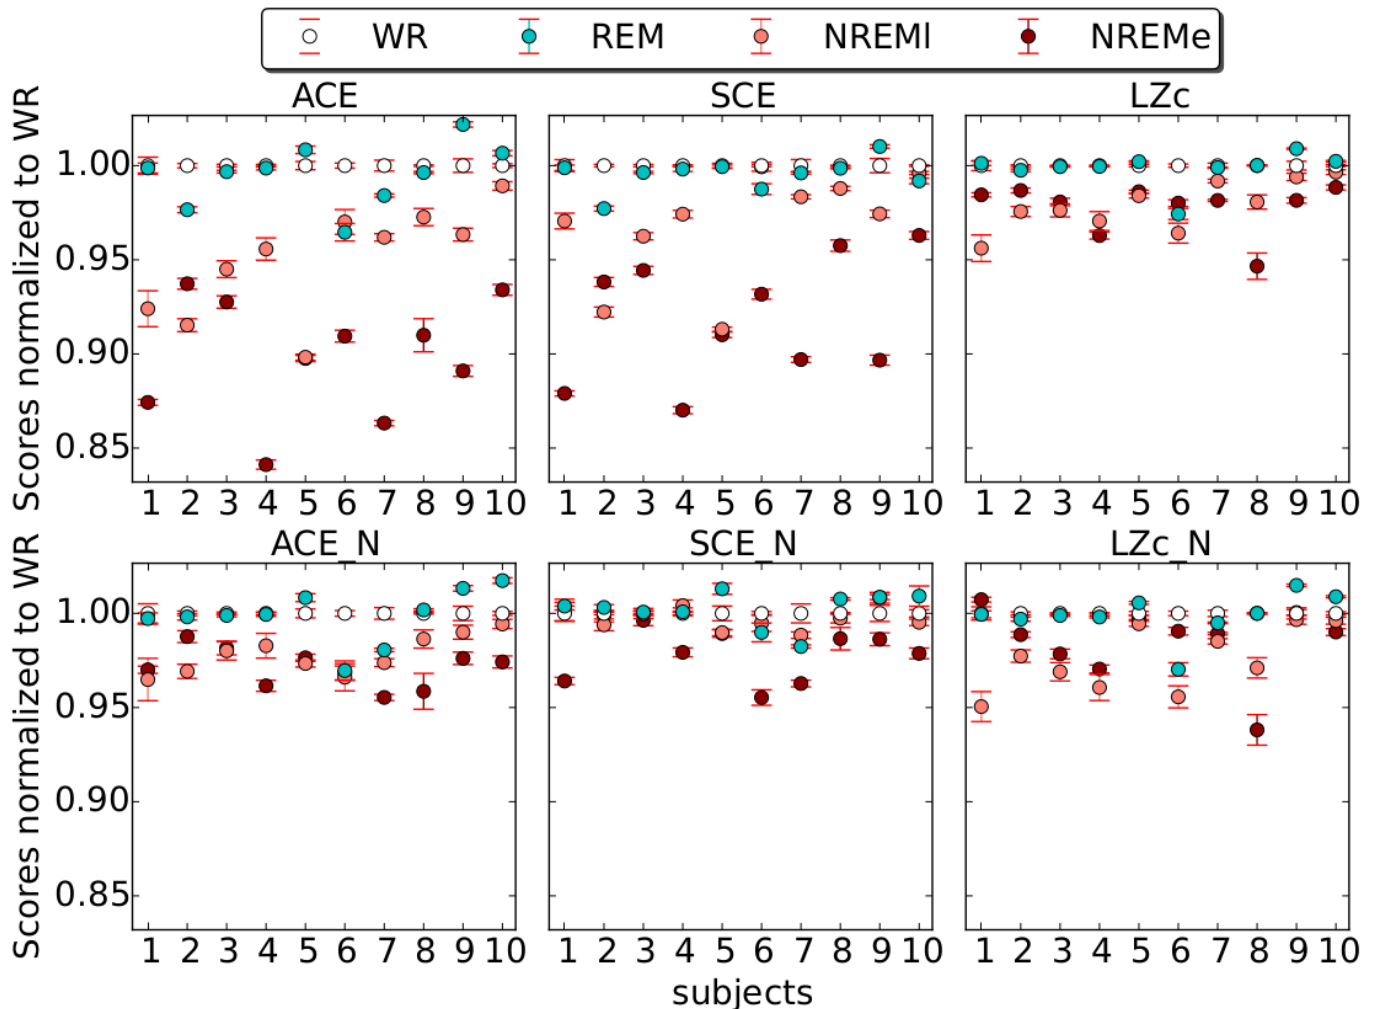 WR REM NREMl NREMe
ACE SCE LZc
Scores normalized to WR
1.00
0.95
0.90
0.85
1 2 3 4 5 6 7 8 9 10 1 2 3 4 5 6 7 8 9 10 1 2 3 4 5 6 7 8 9 10
ACE_N SCE_N LZc_N
Scores normalized to WR
1.00
0.95
0.90
0.85
1 2 3 4 5 6 7 8 9 10 1 2 3 4 5 6 7 8 9 10 1 2 3 4 5 6 7 8 9 10
subjects